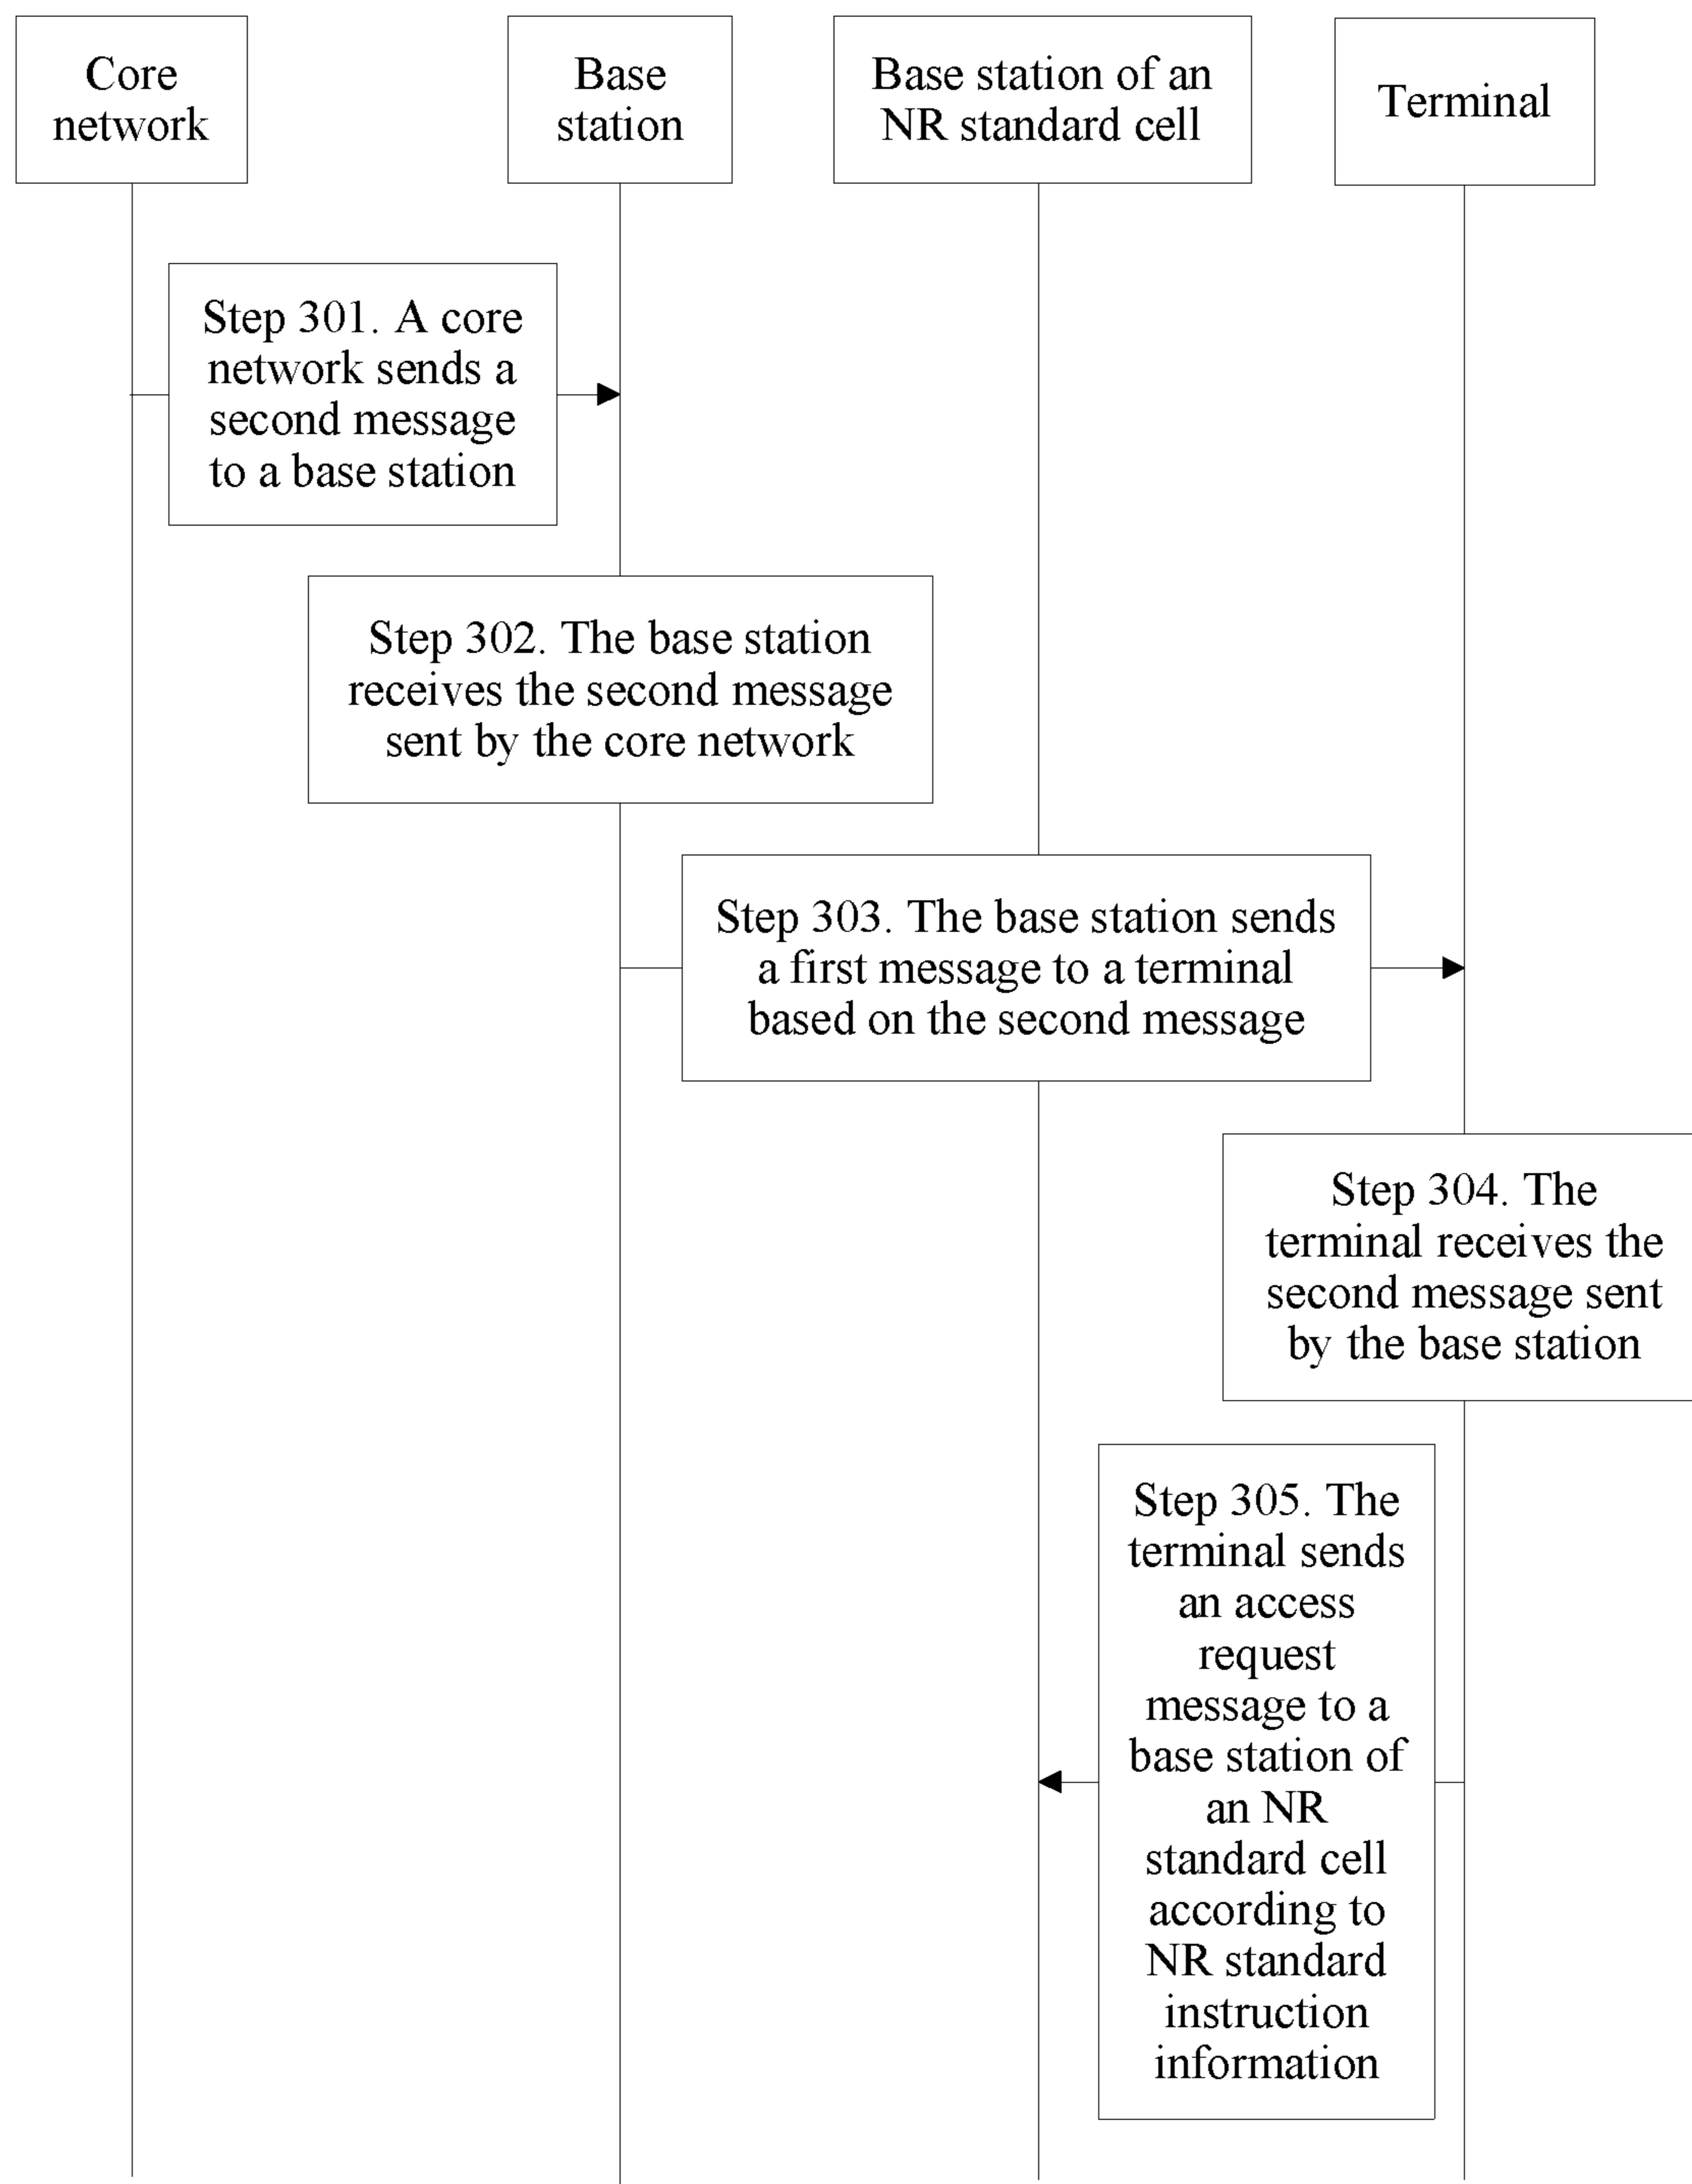 Core
network
Base
station
Base station of an
NR standard cell
Terminal
Step 301. A core
network sends a
second message
to a base station
Step 302. The base station
receives the second message
sent by the core network
Step 303. The base station sends
a first message to a terminal
based on the second message
Step 304. The
terminal receives the
second message sent
by the base station
Step 305. The
terminal sends
an access
request
message to a
base station of
an NR
standard cell
according to
NR standard
instruction
information